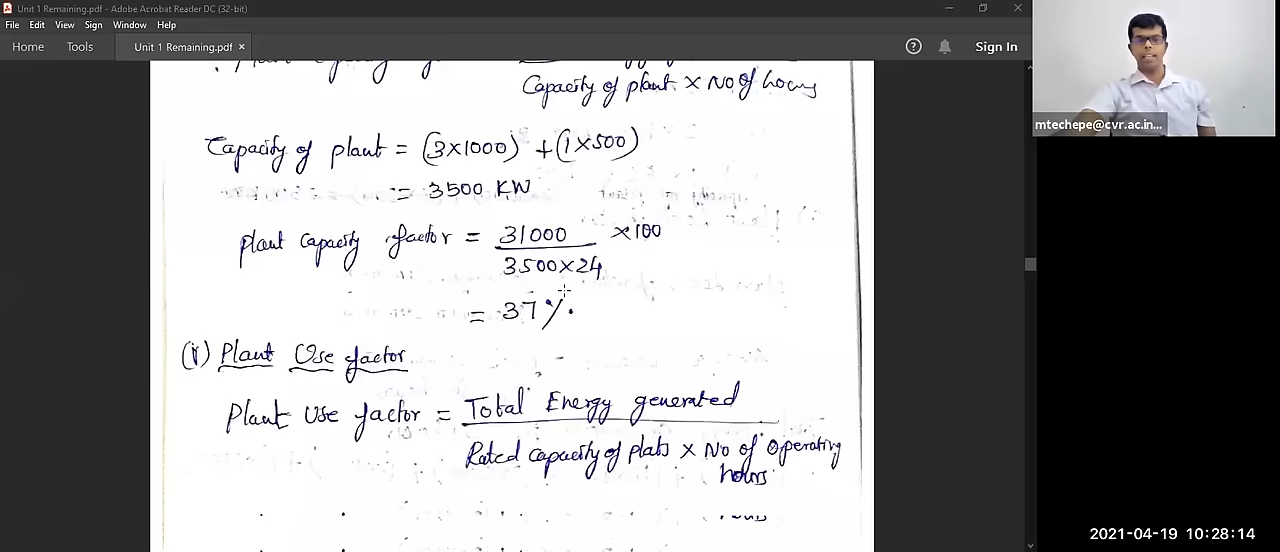 Unit 1 Remaining.pdf - Adobe Acrobat Reader DC (32-bit)
File Edit View Sign Window Help
Home Tools Unit 1 Remaining.pdf × Sign In
mtechepe@cvr.ac.in...
Capacity of plant × No of hours
Capacity of plant = (3×1000) + (1×500)
= 3500 KW
plant capacity factor = 31000 / 3500×24 ×100
= 37%.
Plant Use factor
Plant Use factor = Total Energy generated
Rated capacity of plats × No of operating
hours
2021-04-19 10:28:14